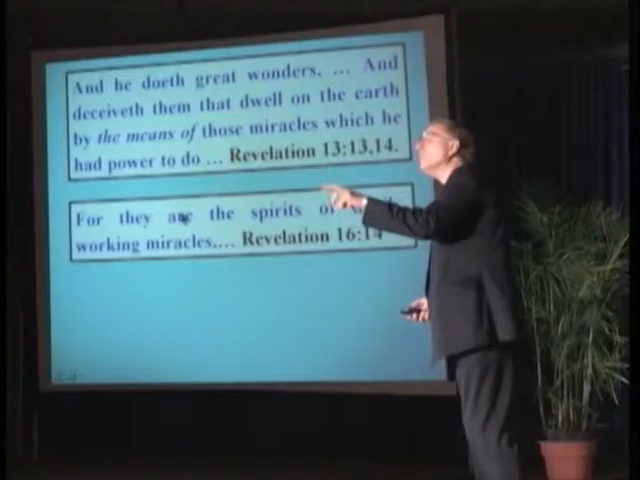 And he doeth great wonders, ... And
deceiveth them that dwell on the earth
by the means of those miracles which he
had power to do ... Revelation 13:13,14.
For they are the spirits of
working miracles,... Revelation 16:14